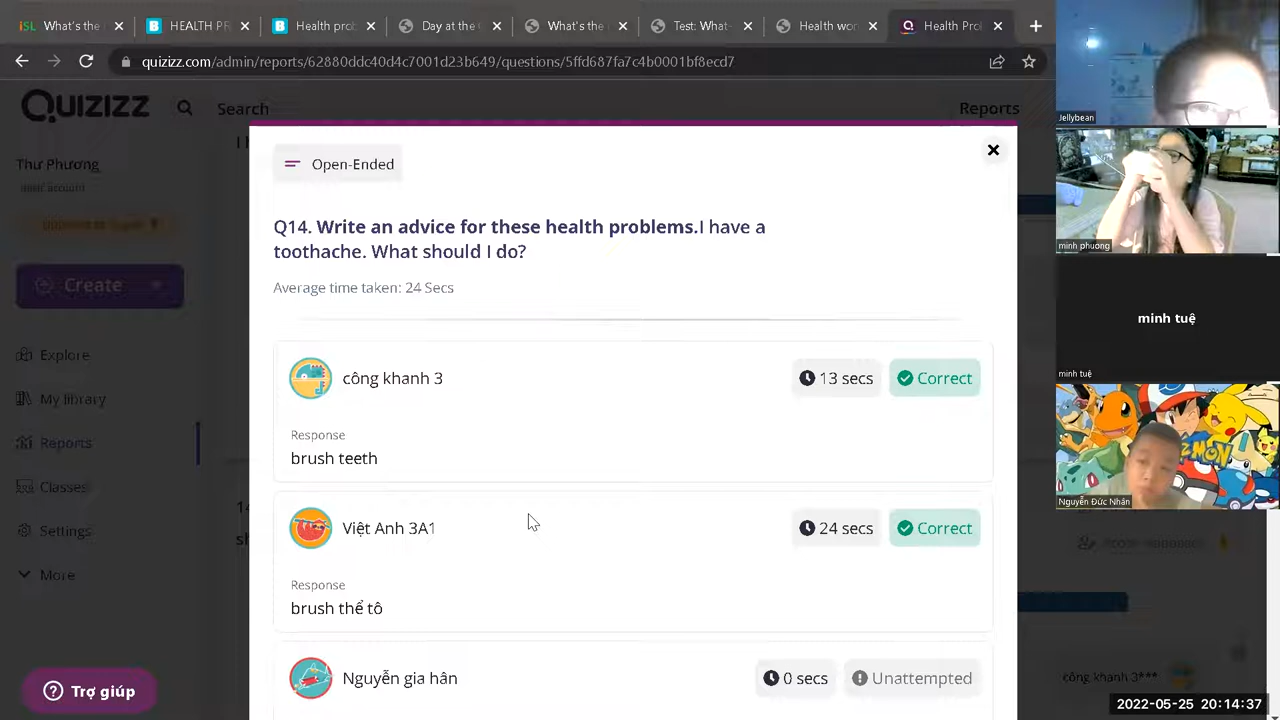 iSL What's the
HEALTH PR
Health prob
Day at the
What's the
Test: What-
Health wor
Health Prob
quizizz.com/admin/reports/62880ddc40d4c7001d23b649/questions/5ffd687fa7c4b0001bf8ecd7
QUIZIZZ
Search
Reports
Thư Phương
Create
Explore
My library
Reports
Classes
Settings
More
Trợ giúp
Open-Ended
Q14. Write an advice for these health problems.I have a
toothache. What should I do?
Average time taken: 24 Secs
công khanh 3
13 secs
Correct
Response
brush teeth
Việt Anh 3A1
24 secs
Correct
Response
brush thể tô
Nguyễn gia hân
0 secs
Unattempted
công khanh 3***
Jellybean
minh phuong
minh tuệ
minh tuệ
Nguyễn Đức Nhân
2022-05-25 20:14:37